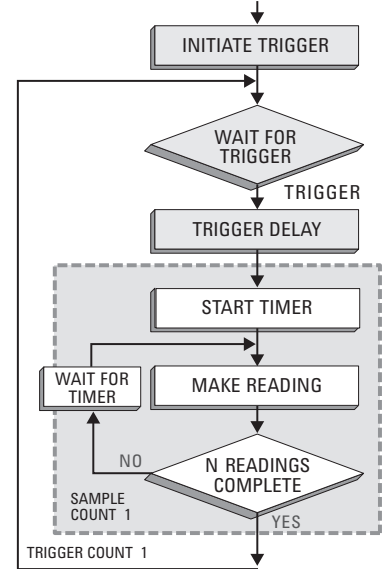 INITIATE TRIGGER
WAIT FOR
TRIGGER
TRIGGER
TRIGGER DELAY
START TIMER
WAIT FOR
TIMER
MAKE READING
NO
N READINGS
COMPLETE
SAMPLE
COUNT 1
YES
TRIGGER COUNT 1